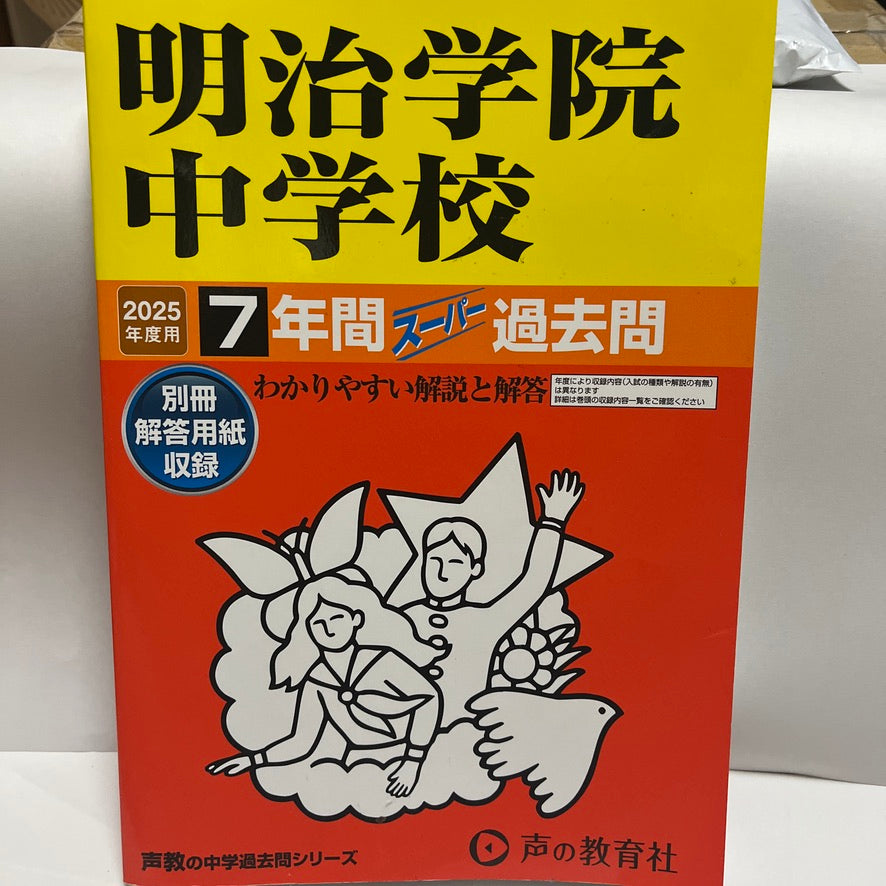 明治学院
中学校
2025
年度用
7年間スーパー過去問
別冊
解答用紙
収録
わかりやすい解説と解答
年度により収録内容(入試の種類や解説の有無)
は異なります
詳細は巻頭の収録内容一覧をご確認ください
声教の中学過去問シリーズ
声の教育社